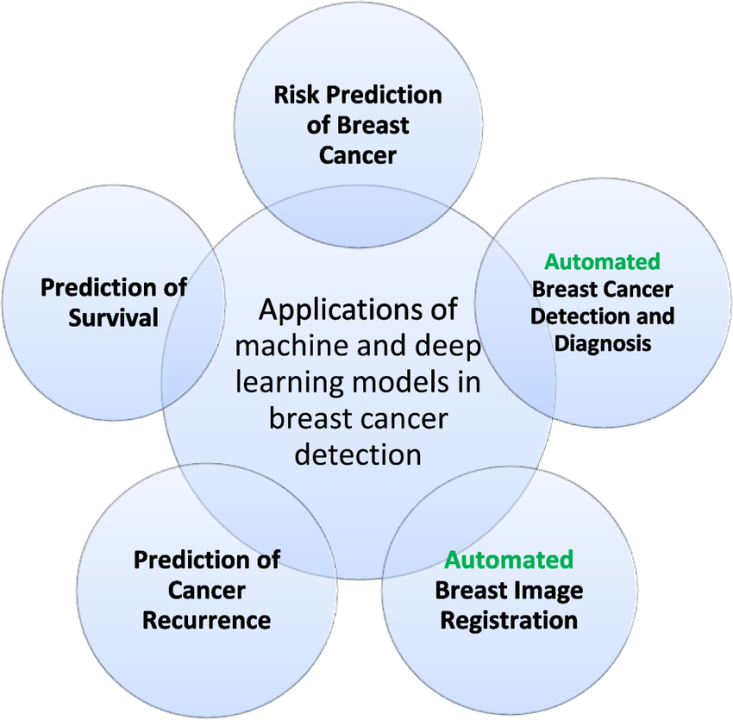 Risk Prediction
of Breast
Cancer
Automated
Breast Cancer
Detection and
Diagnosis
Prediction of
Survival
Applications of
machine and deep
learning models in
breast cancer
detection
Prediction of
Cancer
Recurrence
Automated
Breast Image
Registration